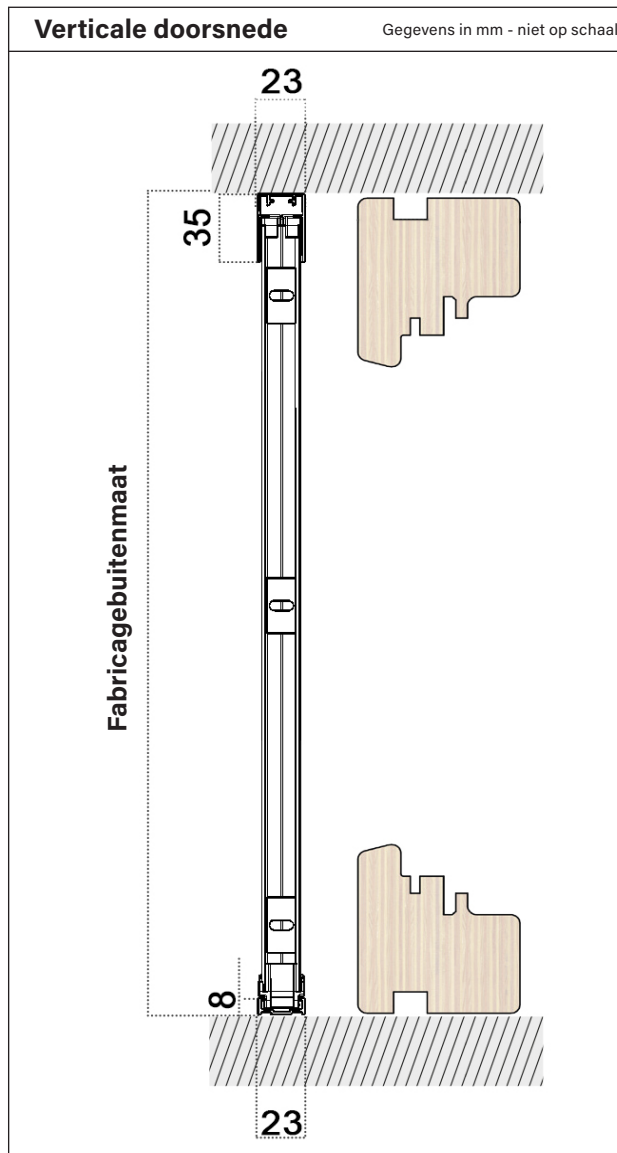 Verticale doorsnede
Gegevens in mm - niet op schaal
23
35
Fabricagebuitenmaat
8
23